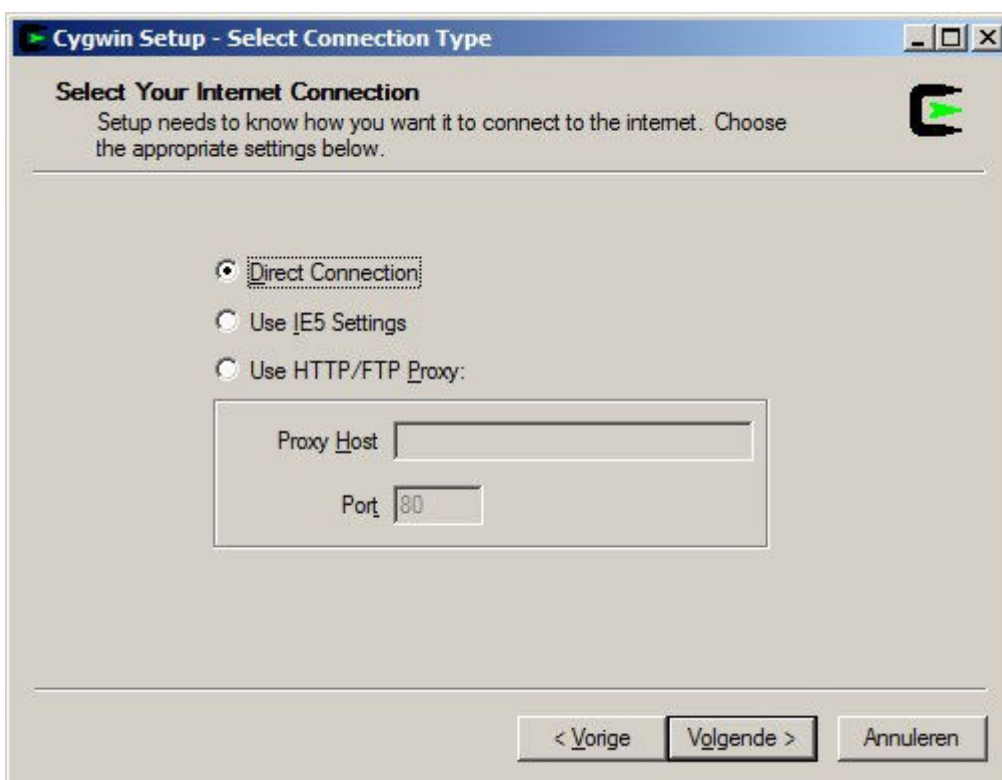 Cygwin Setup - Select Connection Type
Select Your Internet Connection
Setup needs to know how you want it to connect to the internet. Choose
the appropriate settings below.
Direct Connection
Use IE5 Settings
Use HTTP/FTP Proxy:
Proxy Host
Port 80
< Vorige Volgende > Annuleren